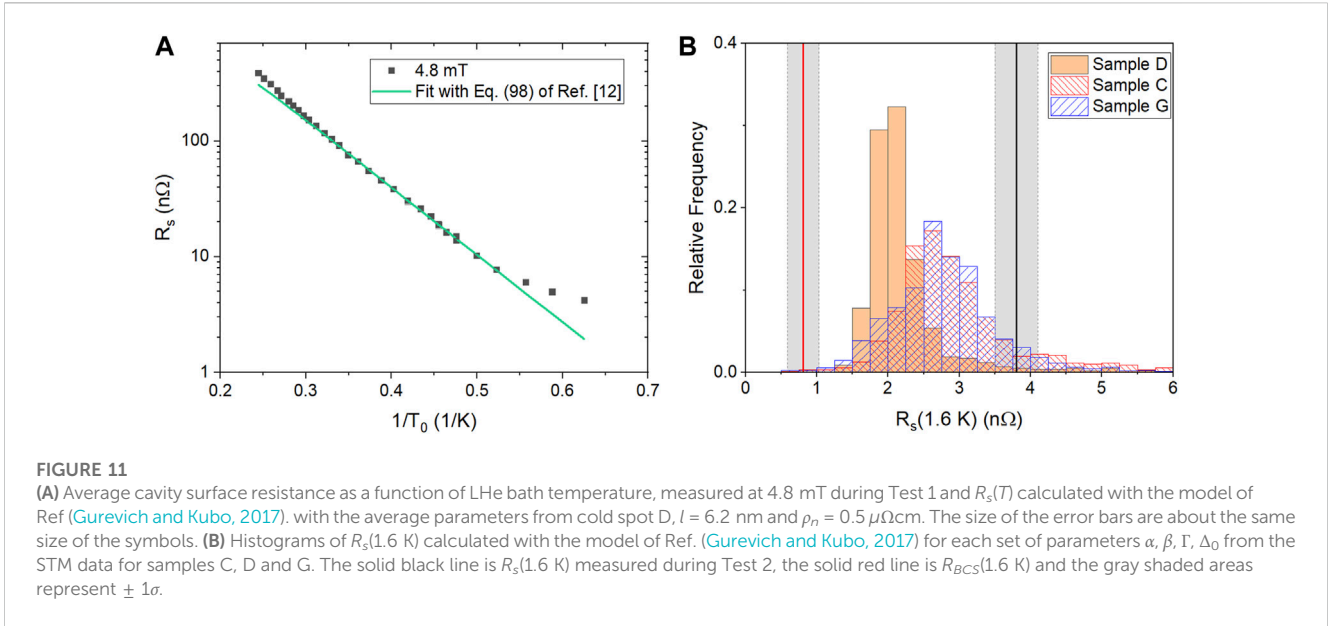 A
4.8 mT
Fit with Eq. (98) of Ref. [12]
100
10
1
Rs (nΩ)
0.2 0.3 0.4 0.5 0.6 0.7
1/T0 (1/K)
B
Sample D
Sample C
Sample G
0.4
0.2
0.0
Relative Frequency
0 1 2 3 4 5 6
Rs(1.6 K) (nΩ)
FIGURE 11
(A) Average cavity surface resistance as a function of LHe bath temperature, measured at 4.8 mT during Test 1 and Rs(T) calculated with the model of
Ref (Gurevich and Kubo, 2017). with the average parameters from cold spot D, l = 6.2 nm and ρn = 0.5 μΩcm. The size of the error bars are about the same
size of the symbols. (B) Histograms of Rs(1.6 K) calculated with the model of Ref. (Gurevich and Kubo, 2017) for each set of parameters α, β, Γ, Δ0 from the
STM data for samples C, D and G. The solid black line is Rs(1.6 K) measured during Test 2, the solid red line is RBCS(1.6 K) and the gray shaded areas
represent ± 1σ.